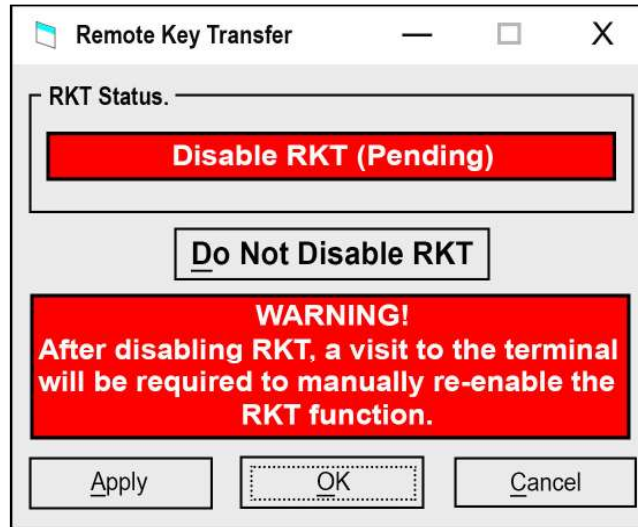 Remote Key Transfer
RKT Status.
Disable RKT (Pending)
Do Not Disable RKT
WARNING!
After disabling RKT, a visit to the terminal
will be required to manually re-enable the
RKT function.
Apply
OK
Cancel